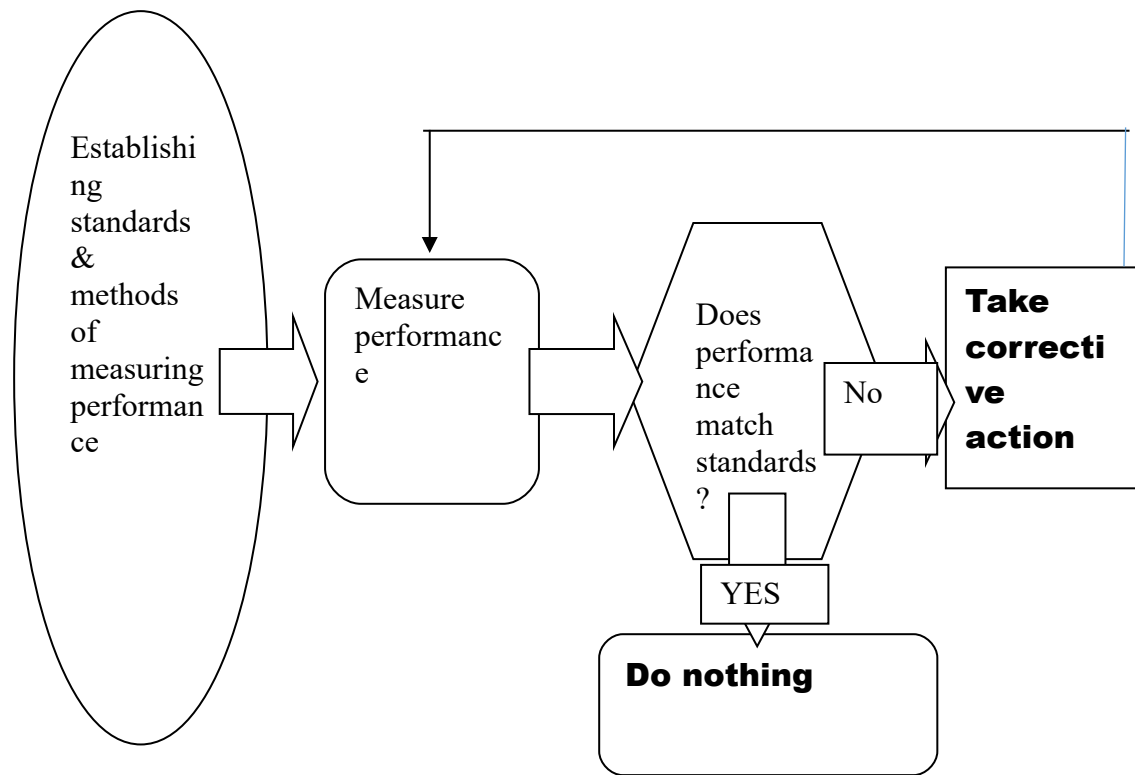 Establishi
ng
standards
&
methods
of
measuring
performan
ce
Measure
performanc
e
Does
performa
nce
match
standards
?
No
Take
correcti
ve
action
YES
Do nothing